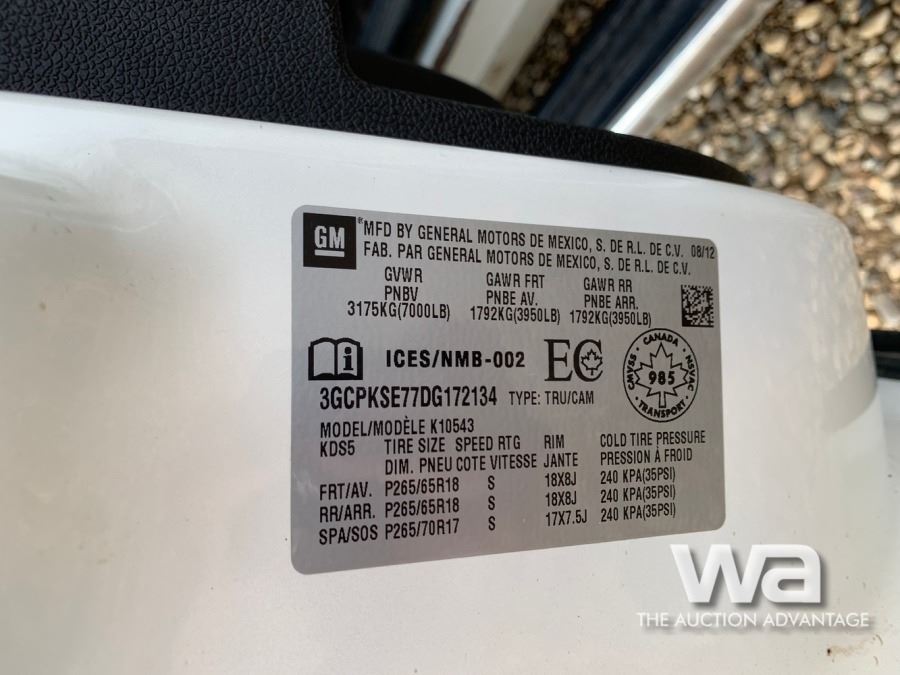 GM
MFD BY GENERAL MOTORS DE MEXICO, S. DE R.L. DE C.V. 08/12
FAB. PAR GENERAL MOTORS DE MEXICO, S. DE R.L. DE C.V.
GVWR GAWR FRT GAWR RR
PNBV PNBE AV. PNBE ARR.
3175KG(7000LB) 1792KG(3950LB) 1792KG(3950LB)
ICES/NMB-002 EC
CANADA
CMVSS 985 NSVAC
TRANSPORT
3GCPKSE77DG172134 TYPE: TRU/CAM
MODEL/MODÈLE K10543
KDS5 TIRE SIZE SPEED RTG RIM COLD TIRE PRESSURE
DIM. PNEU COTE VITESSE JANTE PRESSION À FROID
FRT/AV. P265/65R18 S 18X8J 240 KPA(35PSI)
RR/ARR. P265/65R18 S 18X8J 240 KPA(35PSI)
SPA/SOS P265/70R17 S 17X7.5J 240 KPA(35PSI)
wa
THE AUCTION ADVANTAGE